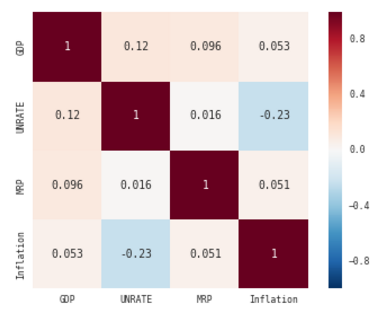 GDP 1 0.12 0.096 0.053
UNRATE 0.12 1 0.016 -0.23
MRP 0.096 0.016 1 0.051
Inflation 0.053 -0.23 0.051 1
GDP UNRATE MRP Inflation
0.8
0.4
0.0
−0.4
−0.8